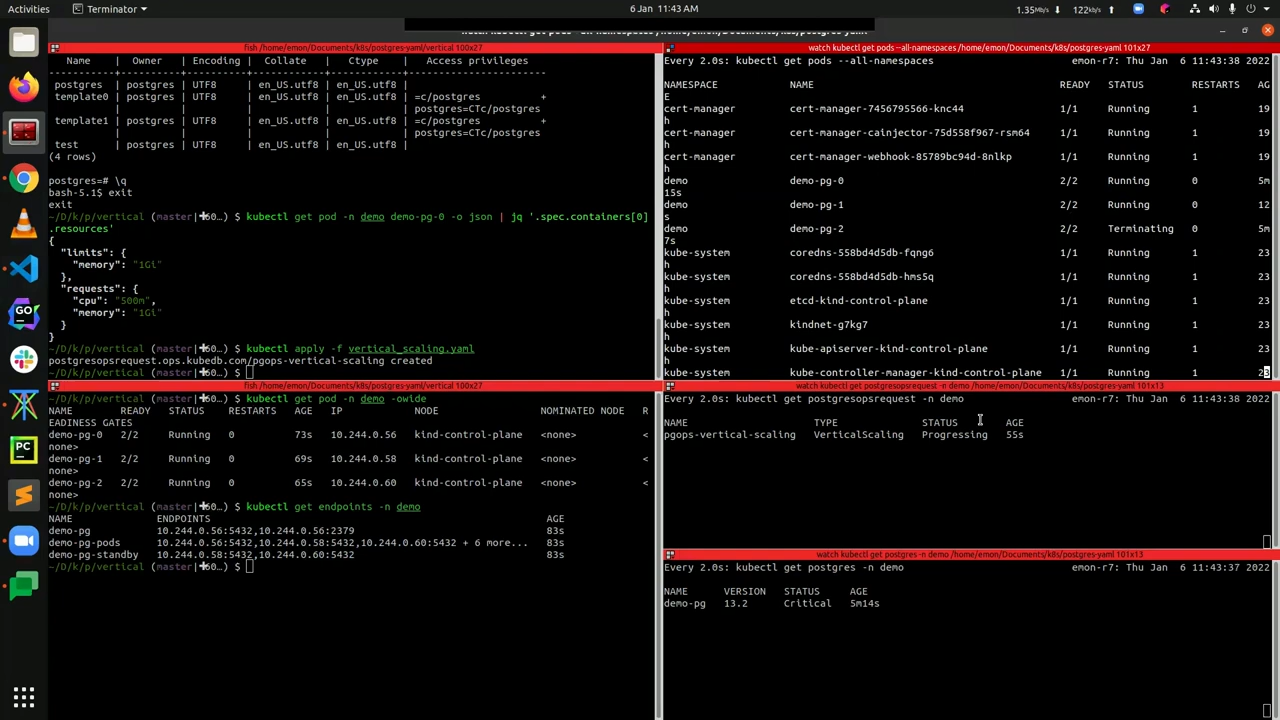 Activities
Terminator
6 Jan 11:43 AM
1.35Mb/s
122kb/s
fish /home/emon/Documents/k8s/postgres-yaml/vertical 100x27
Name | Owner | Encoding | Collate | Ctype | Access privileges
-----------+----------+----------+------------+------------+-----------------------
postgres | postgres | UTF8 | en_US.utf8 | en_US.utf8 |
template0 | postgres | UTF8 | en_US.utf8 | en_US.utf8 | =c/postgres +
| | | | | postgres=CTc/postgres
template1 | postgres | UTF8 | en_US.utf8 | en_US.utf8 | =c/postgres +
| | | | | postgres=CTc/postgres
test | postgres | UTF8 | en_US.utf8 | en_US.utf8 |
(4 rows)
postgres=# \q
bash-5.1$ exit
exit
~/D/k/p/vertical (master|✚60…) $ kubectl get pod -n demo demo-pg-0 -o json | jq '.spec.containers[0]
.resources'
{
"limits": {
"memory": "1Gi"
},
"requests": {
"cpu": "500m",
"memory": "1Gi"
}
}
~/D/k/p/vertical (master|✚60…) $ kubectl apply -f vertical_scaling.yaml
postgresopsrequest.ops.kubedb.com/pgops-vertical-scaling created
~/D/k/p/vertical (master|✚60…) $
fish /home/emon/Documents/k8s/postgres-yaml/vertical 100x27
~/D/k/p/vertical (master|✚60…) $ kubectl get pod -n demo -owide
NAME READY STATUS RESTARTS AGE IP NODE NOMINATED NODE R
EADINESS GATES
demo-pg-0 2/2 Running 0 73s 10.244.0.56 kind-control-plane <none> <
none>
demo-pg-1 2/2 Running 0 69s 10.244.0.58 kind-control-plane <none> <
none>
demo-pg-2 2/2 Running 0 65s 10.244.0.60 kind-control-plane <none> <
none>
~/D/k/p/vertical (master|✚60…) $ kubectl get endpoints -n demo
NAME ENDPOINTS AGE
demo-pg 10.244.0.56:5432,10.244.0.56:2379 83s
demo-pg-pods 10.244.0.56:5432,10.244.0.58:5432,10.244.0.60:5432 + 6 more... 83s
demo-pg-standby 10.244.0.58:5432,10.244.0.60:5432 83s
~/D/k/p/vertical (master|✚60…) $
watch kubectl get pods --all-namespaces /home/emon/Documents/k8s/postgres-yaml 101x27
Every 2.0s: kubectl get pods --all-namespaces emon-r7: Thu Jan 6 11:43:38 2022
NAMESPACE NAME READY STATUS RESTARTS AG
E
cert-manager cert-manager-7456795566-knc44 1/1 Running 1 19
h
cert-manager cert-manager-cainjector-75d558f967-rsm64 1/1 Running 1 19
h
cert-manager cert-manager-webhook-85789bc94d-8nlkp 1/1 Running 1 19
h
demo demo-pg-0 2/2 Running 0 5m
15s
demo demo-pg-1 2/2 Running 0 12
s
demo demo-pg-2 2/2 Terminating 0 5m
7s
kube-system coredns-558bd4d5db-fqng6 1/1 Running 1 23
h
kube-system coredns-558bd4d5db-hms5q 1/1 Running 1 23
h
kube-system etcd-kind-control-plane 1/1 Running 1 23
h
kube-system kindnet-g7kg7 1/1 Running 1 23
h
kube-system kube-apiserver-kind-control-plane 1/1 Running 1 23
h
kube-system kube-controller-manager-kind-control-plane 1/1 Running 1 23
watch kubectl get postgresopsrequest -n demo /home/emon/Documents/k8s/postgres-yaml 101x13
Every 2.0s: kubectl get postgresopsrequest -n demo emon-r7: Thu Jan 6 11:43:38 2022
NAME TYPE STATUS AGE
pgops-vertical-scaling VerticalScaling Progressing 55s
watch kubectl get postgres -n demo /home/emon/Documents/k8s/postgres-yaml 101x13
Every 2.0s: kubectl get postgres -n demo emon-r7: Thu Jan 6 11:43:37 2022
NAME VERSION STATUS AGE
demo-pg 13.2 Critical 5m14s